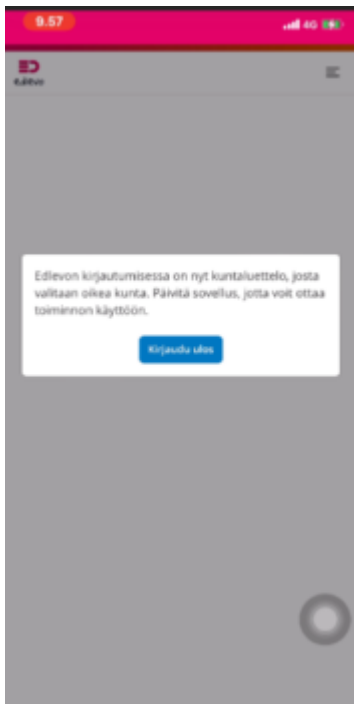 9.57
4G
Edlevo
Edlevon kirjautumisessa on nyt kuntaluettelo, josta
valitaan oikea kunta. Päivitä sovellus, jotta voit ottaa
toiminnon käyttöön.
Kirjaudu ulos